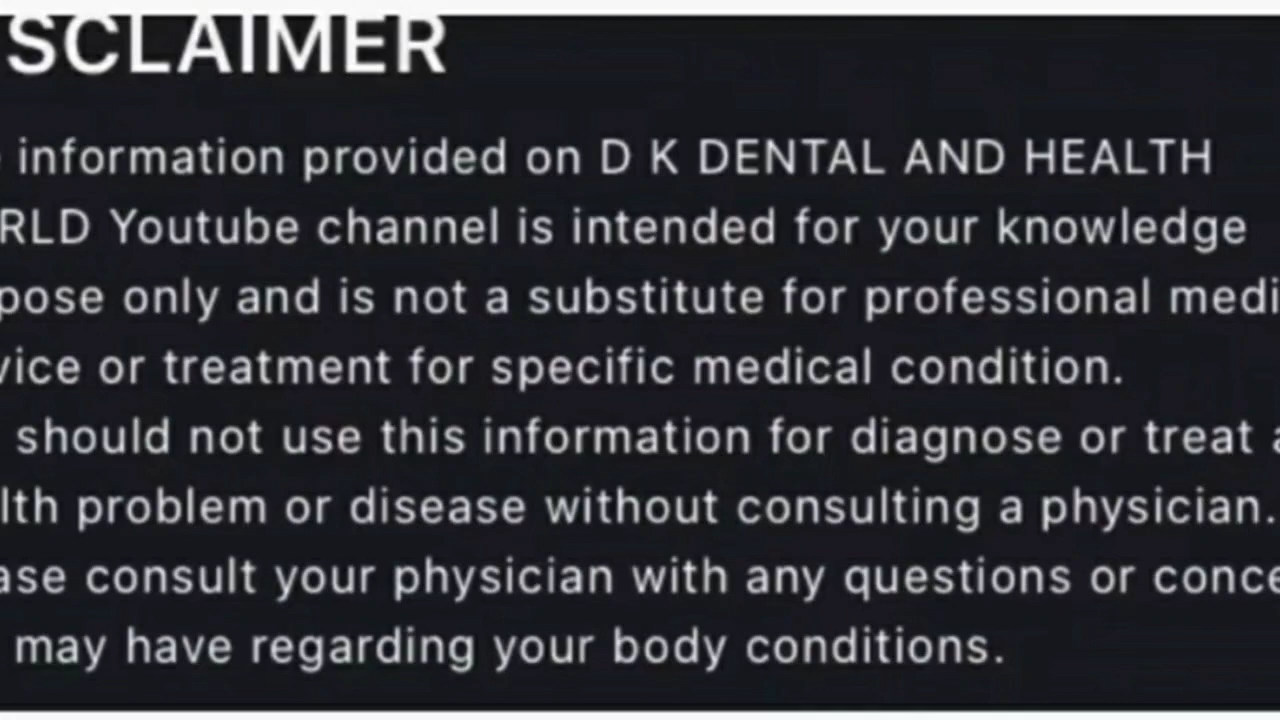 SCLAIMER
information provided on D K DENTAL AND HEALTH
RLD Youtube channel is intended for your knowledge
pose only and is not a substitute for professional medi
vice or treatment for specific medical condition.
should not use this information for diagnose or treat a
lth problem or disease without consulting a physician.
ase consult your physician with any questions or conce
may have regarding your body conditions.